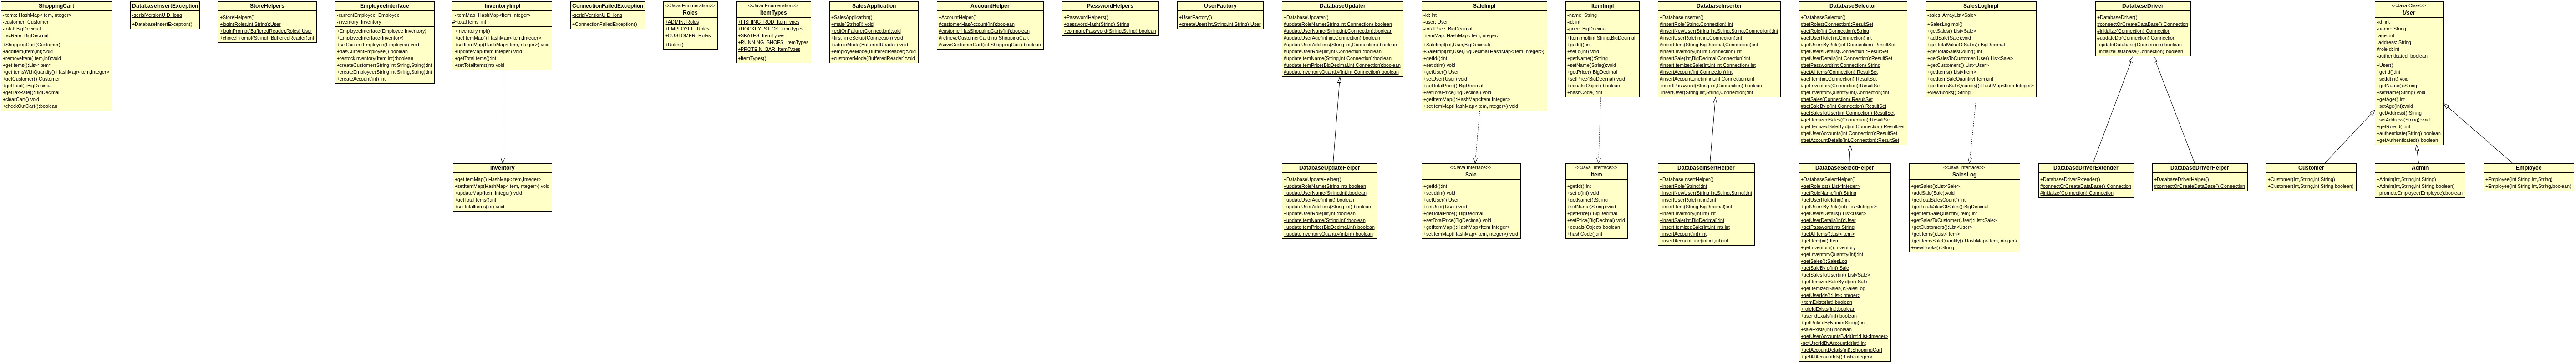 ShoppingCart
-items: HashMap<Item,Integer>
-customer: Customer
-total: BigDecimal
-taxRate: BigDecimal
+ShoppingCart(Customer)
+addItem(Item,int):void
+removeItem(Item,int):void
+getItems():List<Item>
+getItemsWithQuantity():HashMap<Item,Integer>
+getCustomer():Customer
+getTotal():BigDecimal
+getTaxRate():BigDecimal
+clearCart():void
+checkOutCart():boolean
DatabaseInsertException
-serialVersionUID: long
+DatabaseInsertException()
StoreHelpers
+StoreHelpers()
+login(Roles,int,String):User
+loginPrompt(BufferedReader,Roles):User
+choicePrompt(String[],BufferedReader):int
EmployeeInterface
-currentEmployee: Employee
-inventory: Inventory
+EmployeeInterface(Employee,Inventory)
+EmployeeInterface(Inventory)
+setCurrentEmployee(Employee):void
+hasCurrentEmployee():boolean
+restockInventory(Item,int):boolean
+createCustomer(String,int,String,String):int
+createEmployee(String,int,String,String):int
+createAccount(int):int
InventoryImpl
-itemMap: HashMap<Item,Integer>
-totalItems: int
+InventoryImpl()
+getItemMap():HashMap<Item,Integer>
+setItemMap(HashMap<Item,Integer>):void
+updateMap(Item,Integer):void
+getTotalItems():int
+setTotalItems(int):void
ConnectionFailedException
-serialVersionUID: long
+ConnectionFailedException()
<<Java Enumeration>>
Roles
+ADMIN: Roles
+EMPLOYEE: Roles
+CUSTOMER: Roles
+Roles()
<<Java Enumeration>>
ItemTypes
+FISHING_ROD: ItemTypes
+HOCKEY_STICK: ItemTypes
+SKATES: ItemTypes
+RUNNING_SHOES: ItemTypes
+PROTEIN_BAR: ItemTypes
+ItemTypes()
SalesApplication
+SalesApplication()
+main(String[]):void
+exitOnFailure(Connection):void
+firstTimeSetup(Connection):void
+adminMode(BufferedReader):void
+employeeMode(BufferedReader):void
+customerMode(BufferedReader):void
AccountHelper
+AccountHelper()
#customerHasAccount(int):boolean
#customerHasShoppingCarts(int):boolean
#retrieveCustomerCart(int):ShoppingCart
#saveCustomerCart(int,ShoppingCart):boolean
PasswordHelpers
+PasswordHelpers()
+passwordHash(String):String
+comparePassword(String,String):boolean
UserFactory
+UserFactory()
+createUser(int,String,int,String):User
DatabaseUpdater
+DatabaseUpdater()
#updateRoleName(String,int,Connection):boolean
#updateUserName(String,int,Connection):boolean
#updateUserAge(int,int,Connection):boolean
#updateUserAddress(String,int,Connection):boolean
#updateUserRole(int,int,Connection):boolean
#updateItemName(String,int,Connection):boolean
#updateItemPrice(BigDecimal,int,Connection):boolean
#updateInventoryQuantity(int,int,Connection):boolean
SaleImpl
-id: int
-user: User
-totalPrice: BigDecimal
-itemMap: HashMap<Item,Integer>
+SaleImpl(int,User,BigDecimal)
+SaleImpl(int,User,BigDecimal,HashMap<Item,Integer>)
+getId():int
+setId(int):void
+getUser():User
+setUser(User):void
+getTotalPrice():BigDecimal
+setTotalPrice(BigDecimal):void
+getItemMap():HashMap<Item,Integer>
+setItemMap(HashMap<Item,Integer>):void
ItemImpl
-name: String
-id: int
-price: BigDecimal
+ItemImpl(int,String,BigDecimal)
+getId():int
+setId(int):void
+getName():String
+setName(String):void
+getPrice():BigDecimal
+setPrice(BigDecimal):void
+equals(Object):boolean
+hashCode():int
DatabaseInserter
+DatabaseInserter()
#insertRole(String,Connection):int
#insertNewUser(String,int,String,String,Connection):int
#insertUserRole(int,int,Connection):int
#insertItem(String,BigDecimal,Connection):int
#insertInventory(int,int,Connection):int
#insertSale(int,BigDecimal,Connection):int
#insertItemizedSale(int,int,int,Connection):int
#insertAccount(int,Connection):int
#insertAccountLine(int,int,int,Connection):int
-insertPassword(String,int,Connection):boolean
-insertUser(String,int,String,Connection):int
DatabaseSelector
+DatabaseSelector()
#getRoles(Connection):ResultSet
#getRole(int,Connection):String
#getUserRole(int,Connection):int
#getUsersByRole(int,Connection):ResultSet
#getUsersDetails(Connection):ResultSet
#getUserDetails(int,Connection):ResultSet
#getPassword(int,Connection):String
#getAllItems(Connection):ResultSet
#getItem(int,Connection):ResultSet
#getInventory(Connection):ResultSet
#getInventoryQuantity(int,Connection):int
#getSales(Connection):ResultSet
#getSaleById(int,Connection):ResultSet
#getSalesToUser(int,Connection):ResultSet
#getItemizedSales(Connection):ResultSet
#getItemizedSaleById(int,Connection):ResultSet
#getUserAccounts(int,Connection):ResultSet
#getAccountDetails(int,Connection):ResultSet
SalesLogImpl
-sales: ArrayList<Sale>
+SalesLogImpl()
+getSales():List<Sale>
+addSale(Sale):void
+getTotalValueOfSales():BigDecimal
+getTotalSalesCount():int
+getSalesToCustomer(User):List<Sale>
+getCustomers():List<User>
+getItems():List<Item>
+getItemSaleQuantity(Item):int
+getItemsSaleQuantity():HashMap<Item,Integer>
+viewBooks():String
DatabaseDriver
+DatabaseDriver()
#connectOrCreateDataBase():Connection
#initialize(Connection):Connection
#updateDb(Connection):Connection
-updateDatabase(Connection):boolean
-initializeDatabase(Connection):boolean
<<Java Class>>
User
-id: int
-name: String
-age: int
-address: String
#roleId: int
-authenticated: boolean
+User()
+getId():int
+setId(int):void
+getName():String
+setName(String):void
+getAge():int
+setAge(int):void
+getAddress():String
+setAddress(String):void
+getRoleId():int
+authenticate(String):boolean
+getAuthenticated():boolean
Inventory
+getItemMap():HashMap<Item,Integer>
+setItemMap(HashMap<Item,Integer>):void
+updateMap(Item,Integer):void
+getTotalItems():int
+setTotalItems(int):void
DatabaseUpdateHelper
+DatabaseUpdateHelper()
+updateRoleName(String,int):boolean
+updateUserName(String,int):boolean
+updateUserAge(int,int):boolean
+updateUserAddress(String,int):boolean
+updateUserRole(int,int):boolean
+updateItemName(String,int):boolean
+updateItemPrice(BigDecimal,int):boolean
+updateInventoryQuantity(int,int):boolean
<<Java Interface>>
Sale
+getId():int
+setId(int):void
+getUser():User
+setUser(User):void
+getTotalPrice():BigDecimal
+setTotalPrice(BigDecimal):void
+getItemMap():HashMap<Item,Integer>
+setItemMap(HashMap<Item,Integer>):void
<<Java Interface>>
Item
+getId():int
+setId(int):void
+getName():String
+setName(String):void
+getPrice():BigDecimal
+setPrice(BigDecimal):void
+equals(Object):boolean
+hashCode():int
DatabaseInsertHelper
+DatabaseInsertHelper()
+insertRole(String):int
+insertNewUser(String,int,String,String):int
+insertUserRole(int,int):int
+insertItem(String,BigDecimal):int
+insertInventory(int,int):int
+insertSale(int,BigDecimal):int
+insertItemizedSale(int,int,int):int
+insertAccount(int):int
+insertAccountLine(int,int,int):int
DatabaseSelectHelper
+DatabaseSelectHelper()
+getRoleIds():List<Integer>
+getRoleName(int):String
+getUserRoleId(int):int
+getUsersByRole(int):List<Integer>
+getUsersDetails():List<User>
+getUserDetails(int):User
+getPassword(int):String
+getAllItems():List<Item>
+getItem(int):Item
+getInventory():Inventory
+getInventoryQuantity(int):int
+getSales():SalesLog
+getSaleById(int):Sale
+getSalesToUser(int):List<Sale>
+getItemizedSaleById(int):Sale
+getItemizedSales():SalesLog
+getUserIds():List<Integer>
+itemExists(int):boolean
+roleIdExists(int):boolean
+userIdExists(int):boolean
+getRoleIdByName(String):int
+saleExists(int):boolean
+getUserAccountsById(int):List<Integer>
-getUserIdByAccountId(int):int
+getAccountDetails(int):ShoppingCart
+getAllAccountIds():List<Integer>
<<Java Interface>>
SalesLog
+getSales():List<Sale>
+addSale(Sale):void
+getTotalSalesCount():int
+getTotalValueOfSales():BigDecimal
+getItemSaleQuantity(Item):int
+getSalesToCustomer(User):List<Sale>
+getCustomers():List<User>
+getItems():List<Item>
+getItemsSaleQuantity():HashMap<Item,Integer>
+viewBooks():String
DatabaseDriverExtender
+DatabaseDriverExtender()
#connectOrCreateDataBase():Connection
#initialize(Connection):Connection
DatabaseDriverHelper
+DatabaseDriverHelper()
#connectOrCreateDataBase():Connection
Customer
+Customer(int,String,int,String)
+Customer(int,String,int,String,boolean)
Admin
+Admin(int,String,int,String)
+Admin(int,String,int,String,boolean)
+promoteEmployee(Employee):boolean
Employee
+Employee(int,String,int,String)
+Employee(int,String,int,String,boolean)